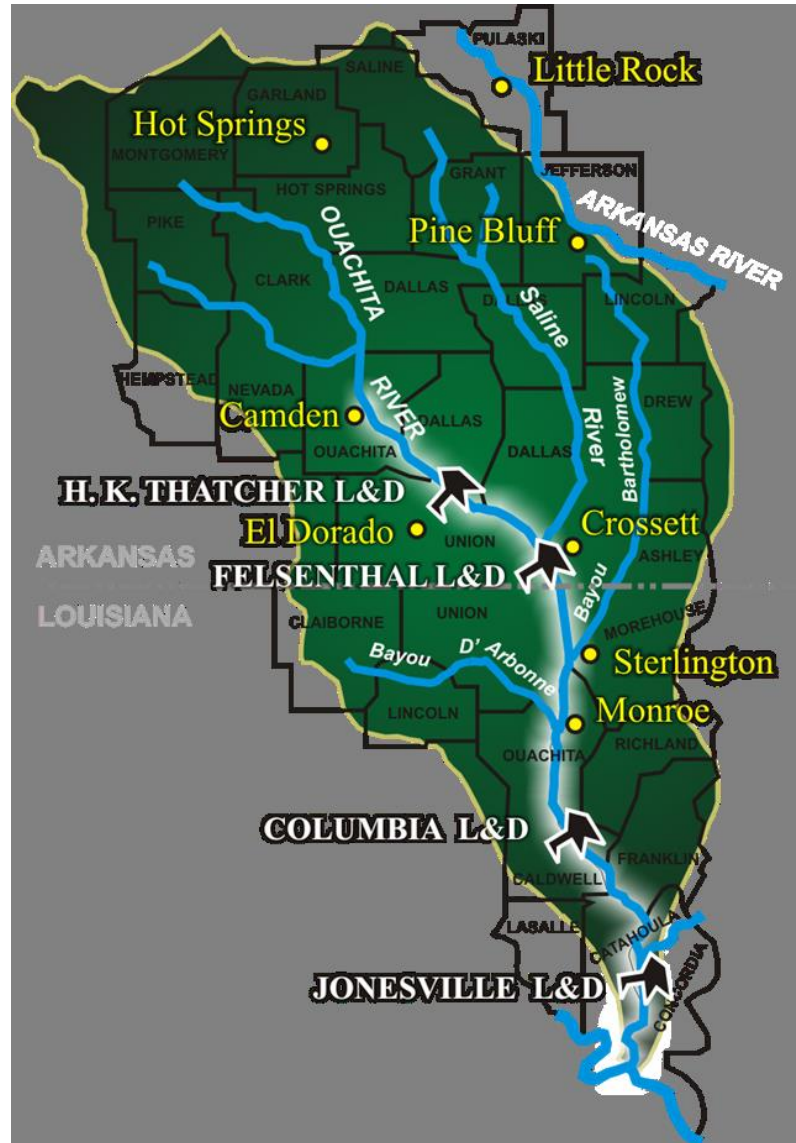 PULASKI
Little Rock
SALINE
GARLAND
Hot Springs
MONTGOMERY
GRANT
JEFFERSON
HOT SPRINGS
ARKANSAS RIVER
PIKE
OUACHITA
RIVER
Pine Bluff
CLARK
DALLAS
DALLAS
LINCOLN
Saline
River
HEMPSTEAD
NEVADA
Camden
DALLAS
DREW
OUACHITA
DALLAS
Bartholomew
Bayou
H. K. THATCHER L&D
El Dorado
UNION
Crossett
ASHLEY
ARKANSAS
FELSENTHAL L&D
LOUISIANA
CLAIBORNE
UNION
MOREHOUSE
Bayou D' Arbonne
Sterlington
LINCOLN
Monroe
OUACHITA
RICHLAND
COLUMBIA L&D
FRANKLIN
CALDWELL
LASALLE
CATAHOULA
CONCORDIA
JONESVILLE L&D